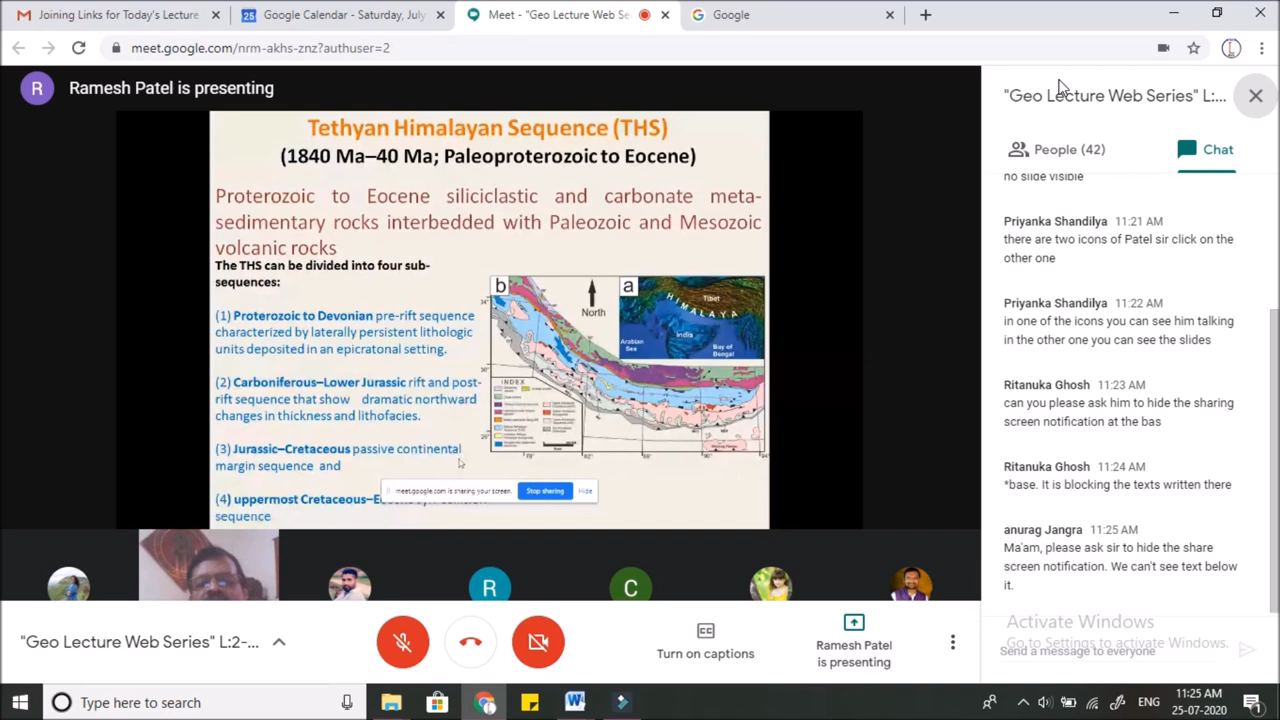 Joining Links for Today's Lecture
Google Calendar - Saturday, July
Meet - "Geo Lecture Web Se
Google
meet.google.com/nrm-akhs-znz?authuser=2
R
Ramesh Patel is presenting
Tethyan Himalayan Sequence (THS)
(1840 Ma–40 Ma; Paleoproterozoic to Eocene)
Proterozoic to Eocene siliciclastic and carbonate meta-
sedimentary rocks interbedded with Paleozoic and Mesozoic
volcanic rocks
The THS can be divided into four sub-
sequences:
(1) Proterozoic to Devonian pre-rift sequence
characterized by laterally persistent lithologic
units deposited in an epicratonal setting.
(2) Carboniferous–Lower Jurassic rift and post-
rift sequence that show dramatic northward
changes in thickness and lithofacies.
(3) Jurassic–Cretaceous passive continental
margin sequence and
(4) uppermost Cretaceous–
sequence
b
North
a
HIMALAYA
Tibet
India
Arabian
Sea
Bay of
Bengal
INDEX
meet.google.com is sharing your screen.
Stop sharing
Hide
R
C
"Geo Lecture Web Series" L:2-...
Turn on captions
Ramesh Patel
is presenting
"Geo Lecture Web Series" L:...
People (42)
Chat
no slide visible
Priyanka Shandilya 11:21 AM
there are two icons of Patel sir click on the
other one
Priyanka Shandilya 11:22 AM
in one of the icons you can see him talking
in the other one you can see the slides
Ritanuka Ghosh 11:23 AM
can you please ask him to hide the sharing
screen notification at the bas
Ritanuka Ghosh 11:24 AM
*base. It is blocking the texts written there
anurag Jangra 11:25 AM
Ma'am, please ask sir to hide the share
screen notification. We can't see text below
it.
Activate Windows
Go to Settings to activate Windows.
Send a message to everyone
Type here to search
ENG
11:25 AM
25-07-2020
1